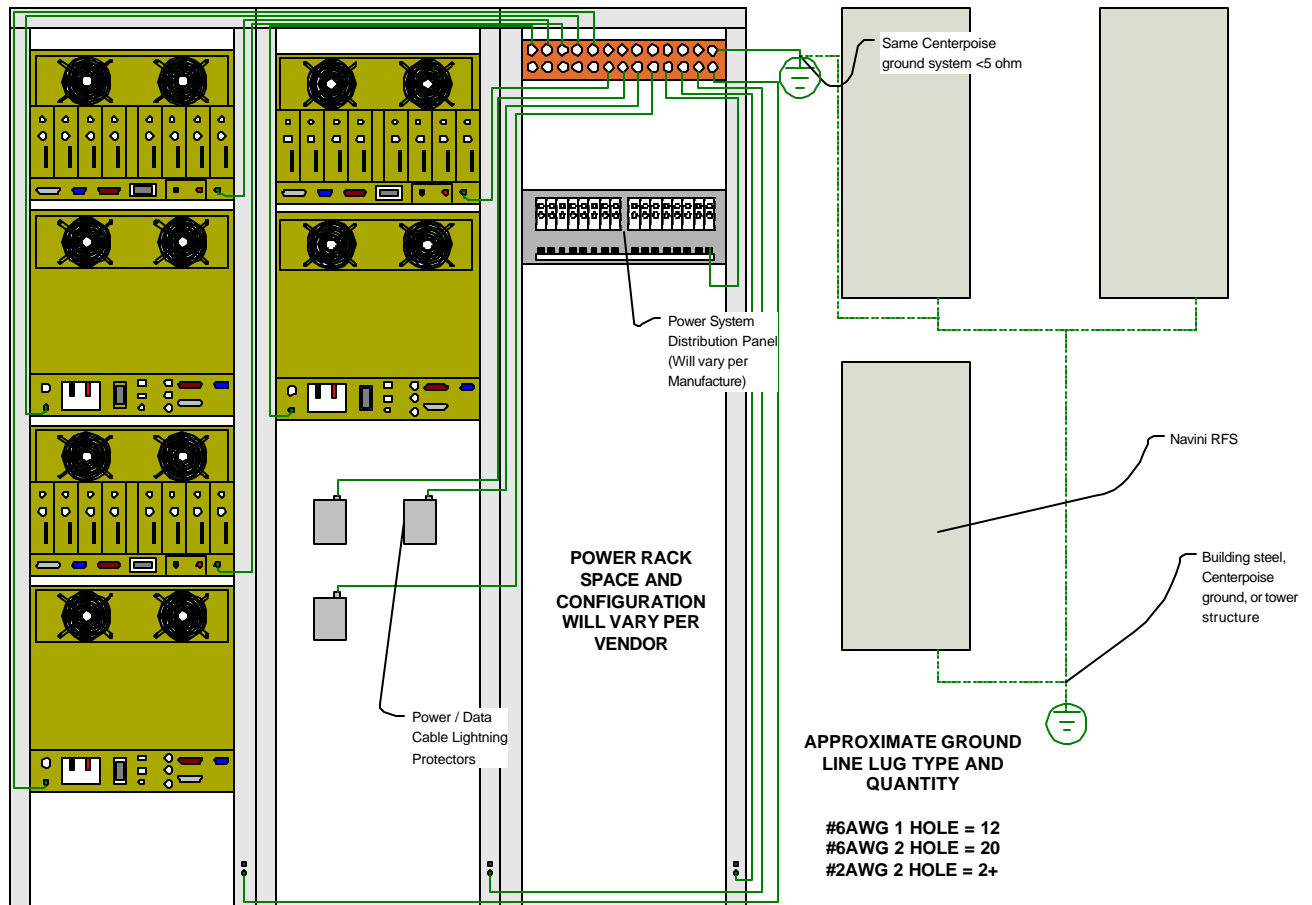 Same Centerpoise
ground system <5 ohm
Power System
Distribution Panel
(Will vary per
Manufacture)
Navini RFS
Building steel,
Centerpoise
ground, or tower
structure
POWER RACK
SPACE AND
CONFIGURATION
WILL VARY PER
VENDOR
Power / Data
Cable Lightning
Protectors
APPROXIMATE GROUND
LINE LUG TYPE AND
QUANTITY
#6AWG 1 HOLE = 12
#6AWG 2 HOLE = 20
#2AWG 2 HOLE = 2+